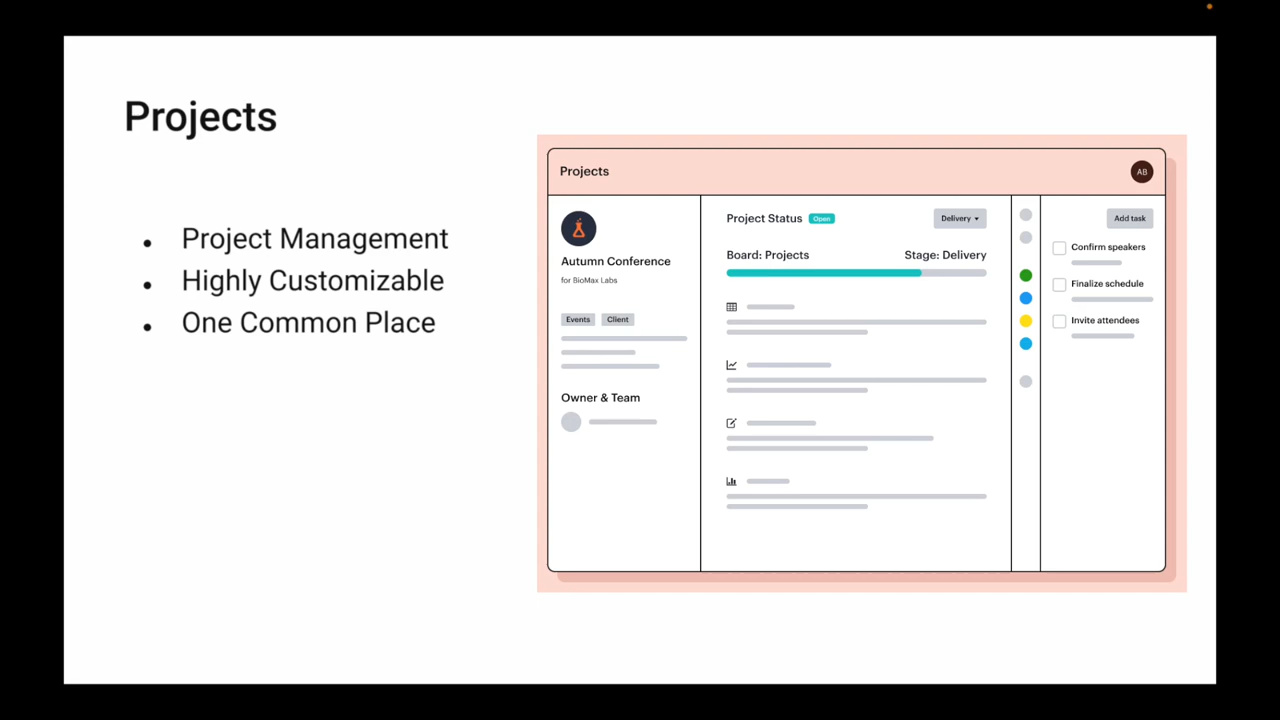 Projects
Project Management
Highly Customizable
One Common Place
Projects
AB
Autumn Conference
for BioMax Labs
Events Client
Owner & Team
Project Status Open Delivery
Board: Projects Stage: Delivery
Add task
Confirm speakers
Finalize schedule
Invite attendees